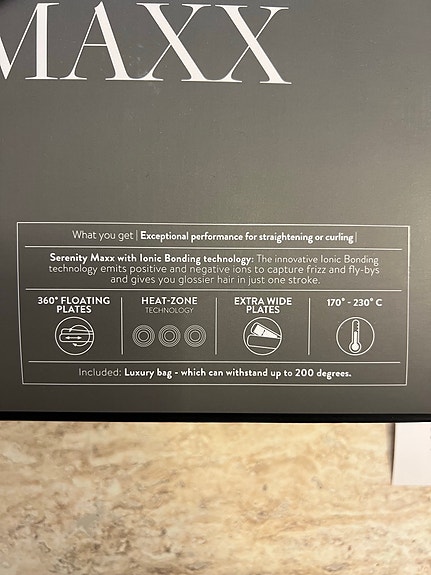 MAXX
What you get | Exceptional performance for straightening or curling |
Serenity Maxx with Ionic Bonding technology: The innovative Ionic Bonding
technology emits positive and negative ions to capture frizz and fly-bys
and gives you glossier hair in just one stroke.
360° FLOATING
PLATES
HEAT-ZONE
TECHNOLOGY
EXTRA WIDE
PLATES
170° - 230° C
Included: Luxury bag - which can withstand up to 200 degrees.